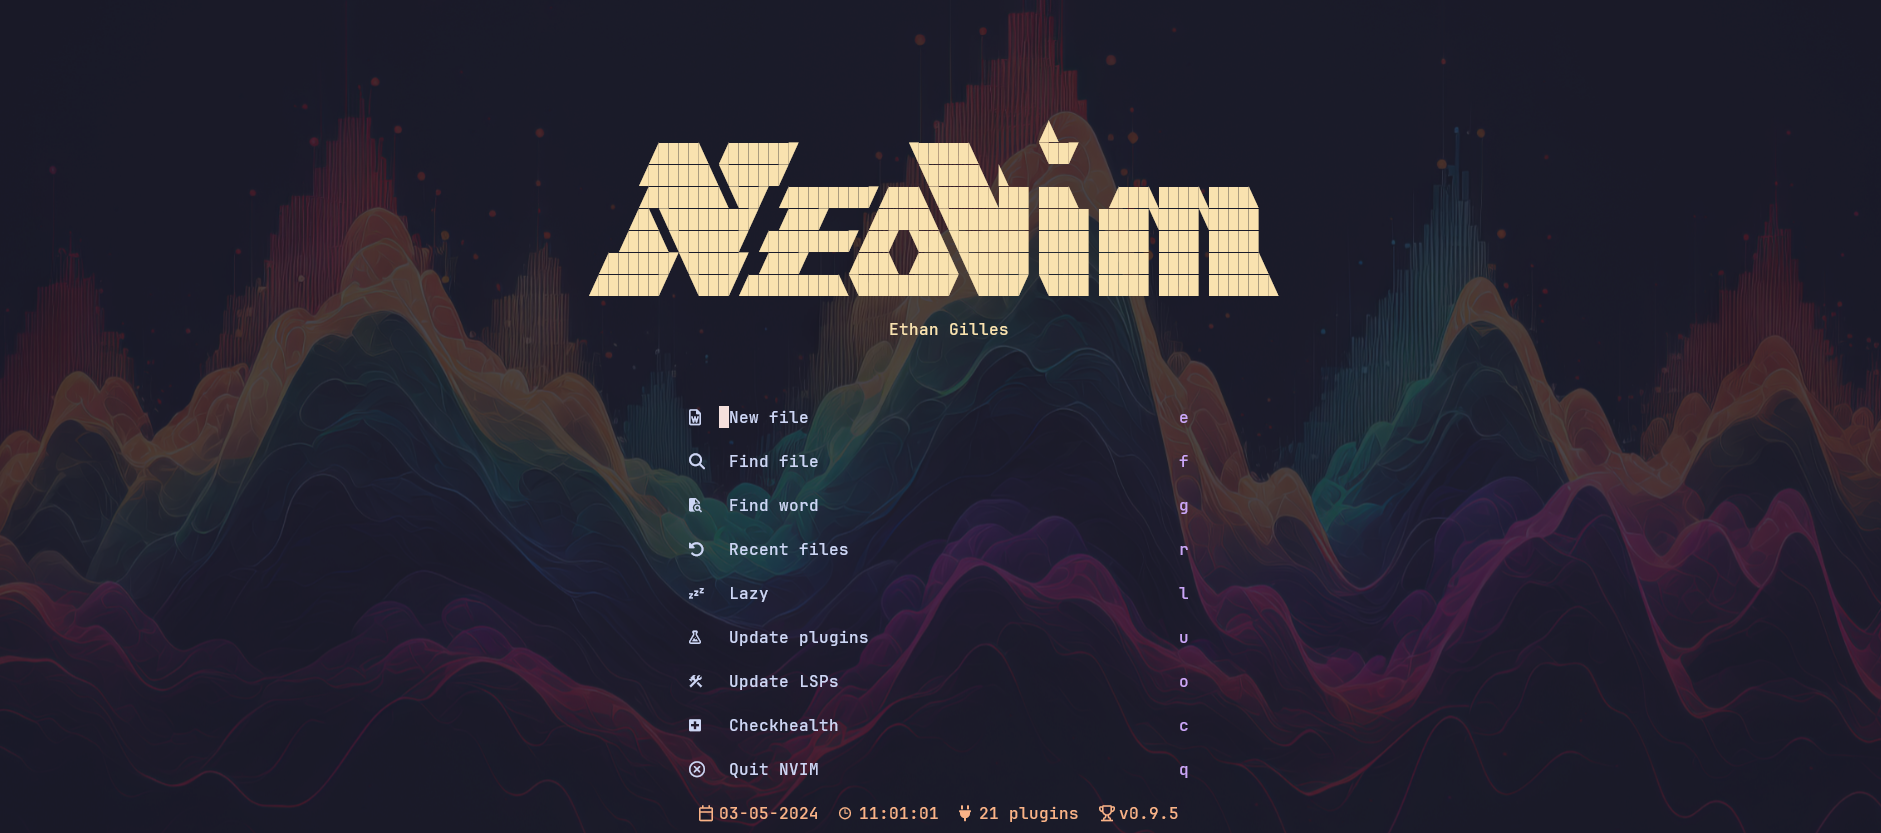 Neovim
Ethan Gilles
New file e
Find file f
Find word g
Recent files r
zzz Lazy l
Update plugins u
Update LSPs o
Checkhealth c
Quit NVIM q
03-05-2024 11:01:01 21 plugins v0.9.5